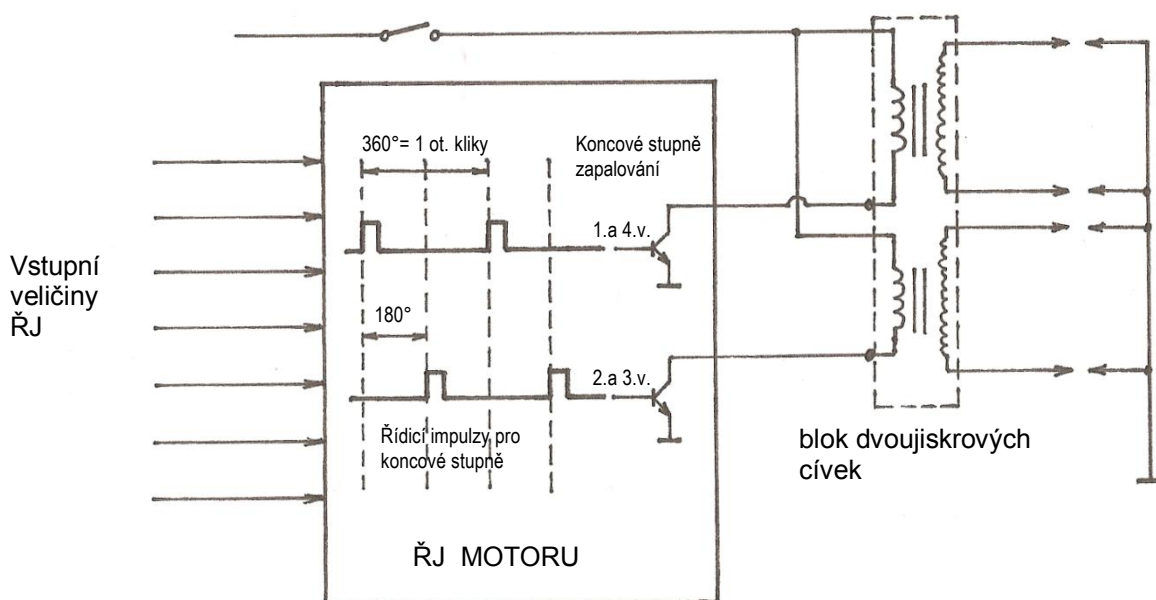 360°= 1 ot. kliky
Koncové stupně
zapalování
1.a 4.v.
Vstupní
veličiny
ŘJ
180°
2.a 3.v.
Řídicí impulzy pro
koncové stupně
blok dvoujiskrových
cívek
ŘJ MOTORU